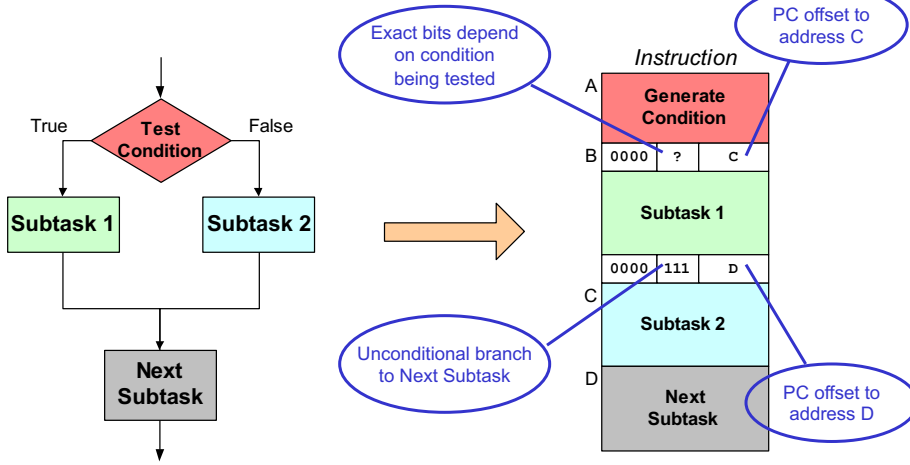 True
False
Test
Condition
Subtask 1
Subtask 2
Next
Subtask
Exact bits depend
on condition
being tested
PC offset to
address C
Instruction
A
Generate
Condition
B
0000 ? C
Subtask 1
0000 111 D
C
Subtask 2
Unconditional branch
to Next Subtask
D
Next
Subtask
PC offset to
address D